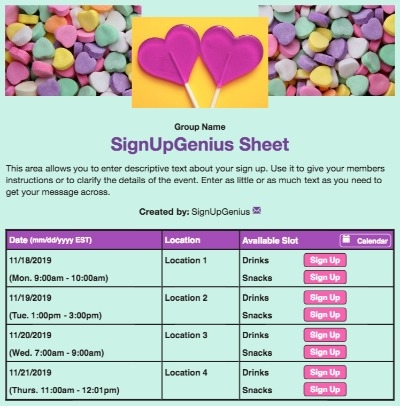 Group Name
SignUpGenius Sheet
This area allows you to enter descriptive text about your sign up. Use it to give your members
instructions or to clarify the details of the event. Enter as little or as much text as you need to
get your message across.
Created by: SignUpGenius
Date (mm/dd/yyyy EST) Location Available Slot Calendar
11/18/2019 Location 1 Drinks Sign Up
(Mon. 9:00am - 10:00am) Snacks Sign Up
11/19/2019 Location 2 Drinks Sign Up
(Tue. 1:00pm - 3:00pm) Snacks Sign Up
11/20/2019 Location 3 Drinks Sign Up
(Wed. 7:00am - 9:00am) Snacks Sign Up
11/21/2019 Location 4 Drinks Sign Up
(Thurs. 11:00am - 12:01pm) Snacks Sign Up